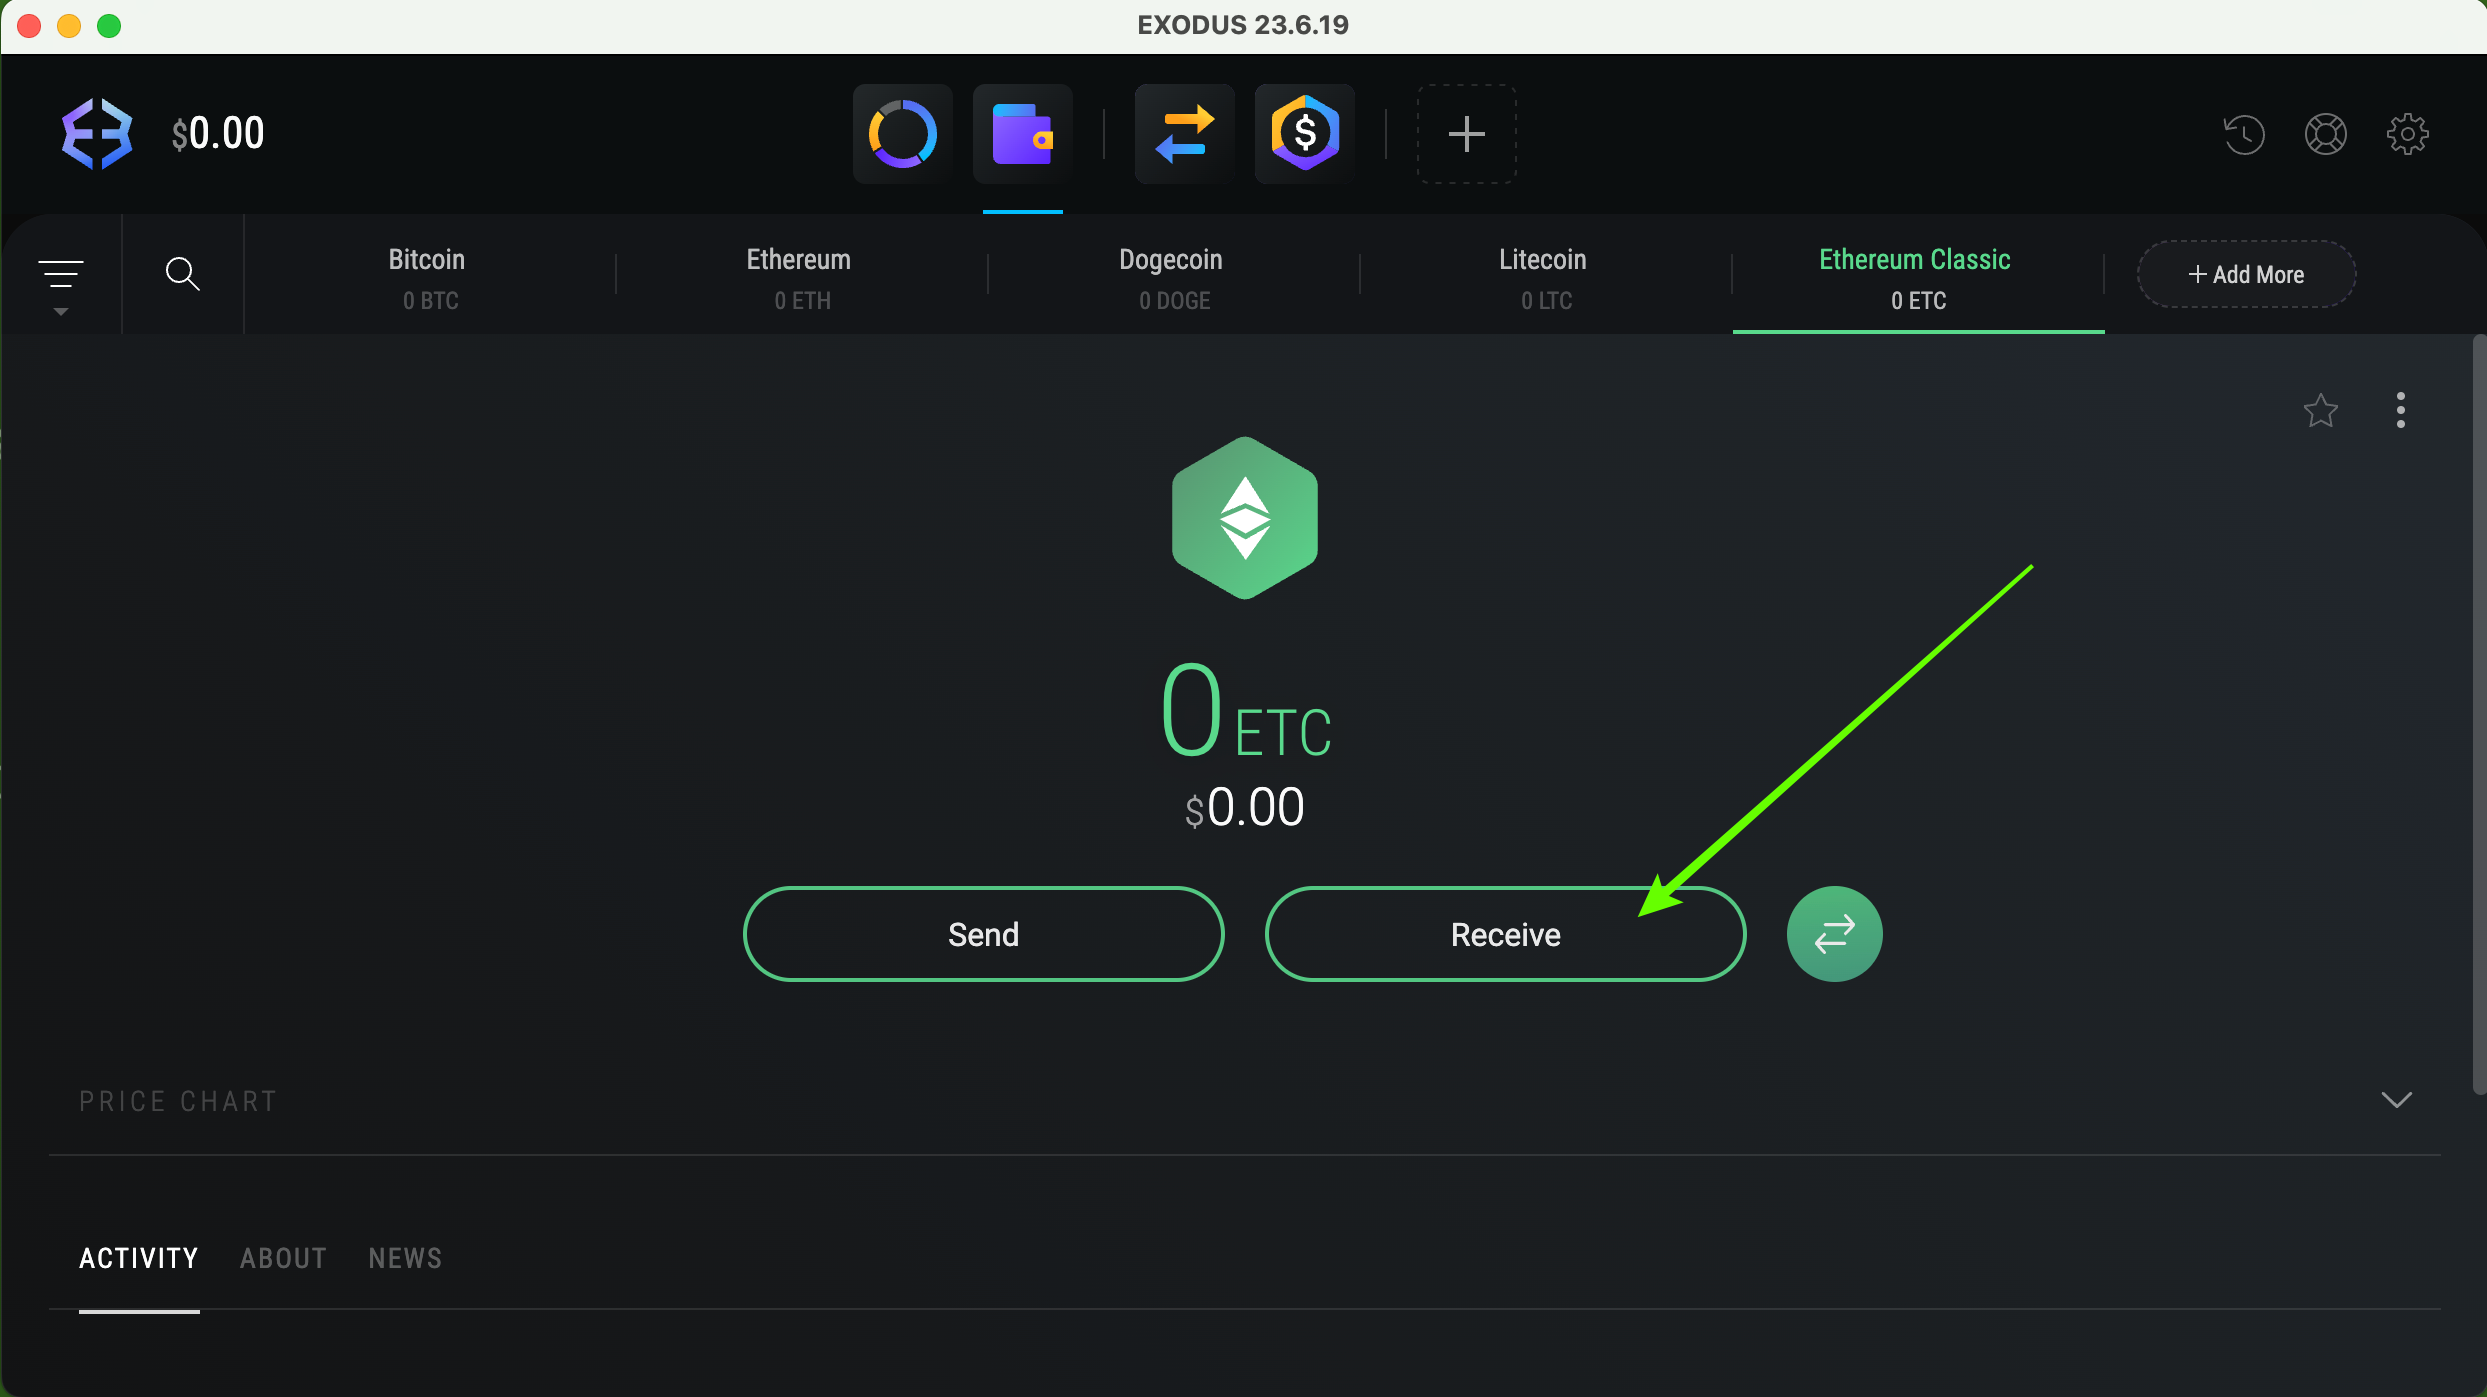 EXODUS 23.6.19
$0.00
Bitcoin
0 BTC
Ethereum
0 ETH
Dogecoin
0 DOGE
Litecoin
0 LTC
Ethereum Classic
0 ETC
+ Add More
0 ETC
$0.00
Send
Receive
PRICE CHART
ACTIVITY ABOUT NEWS